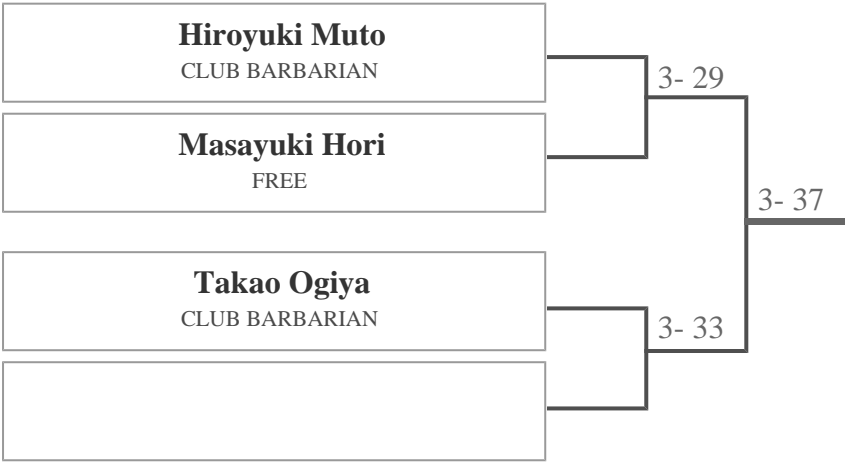 Hiroyuki Muto
CLUB BARBARIAN
3- 29
Masayuki Hori
FREE
3- 37
Takao Ogiya
CLUB BARBARIAN
3- 33